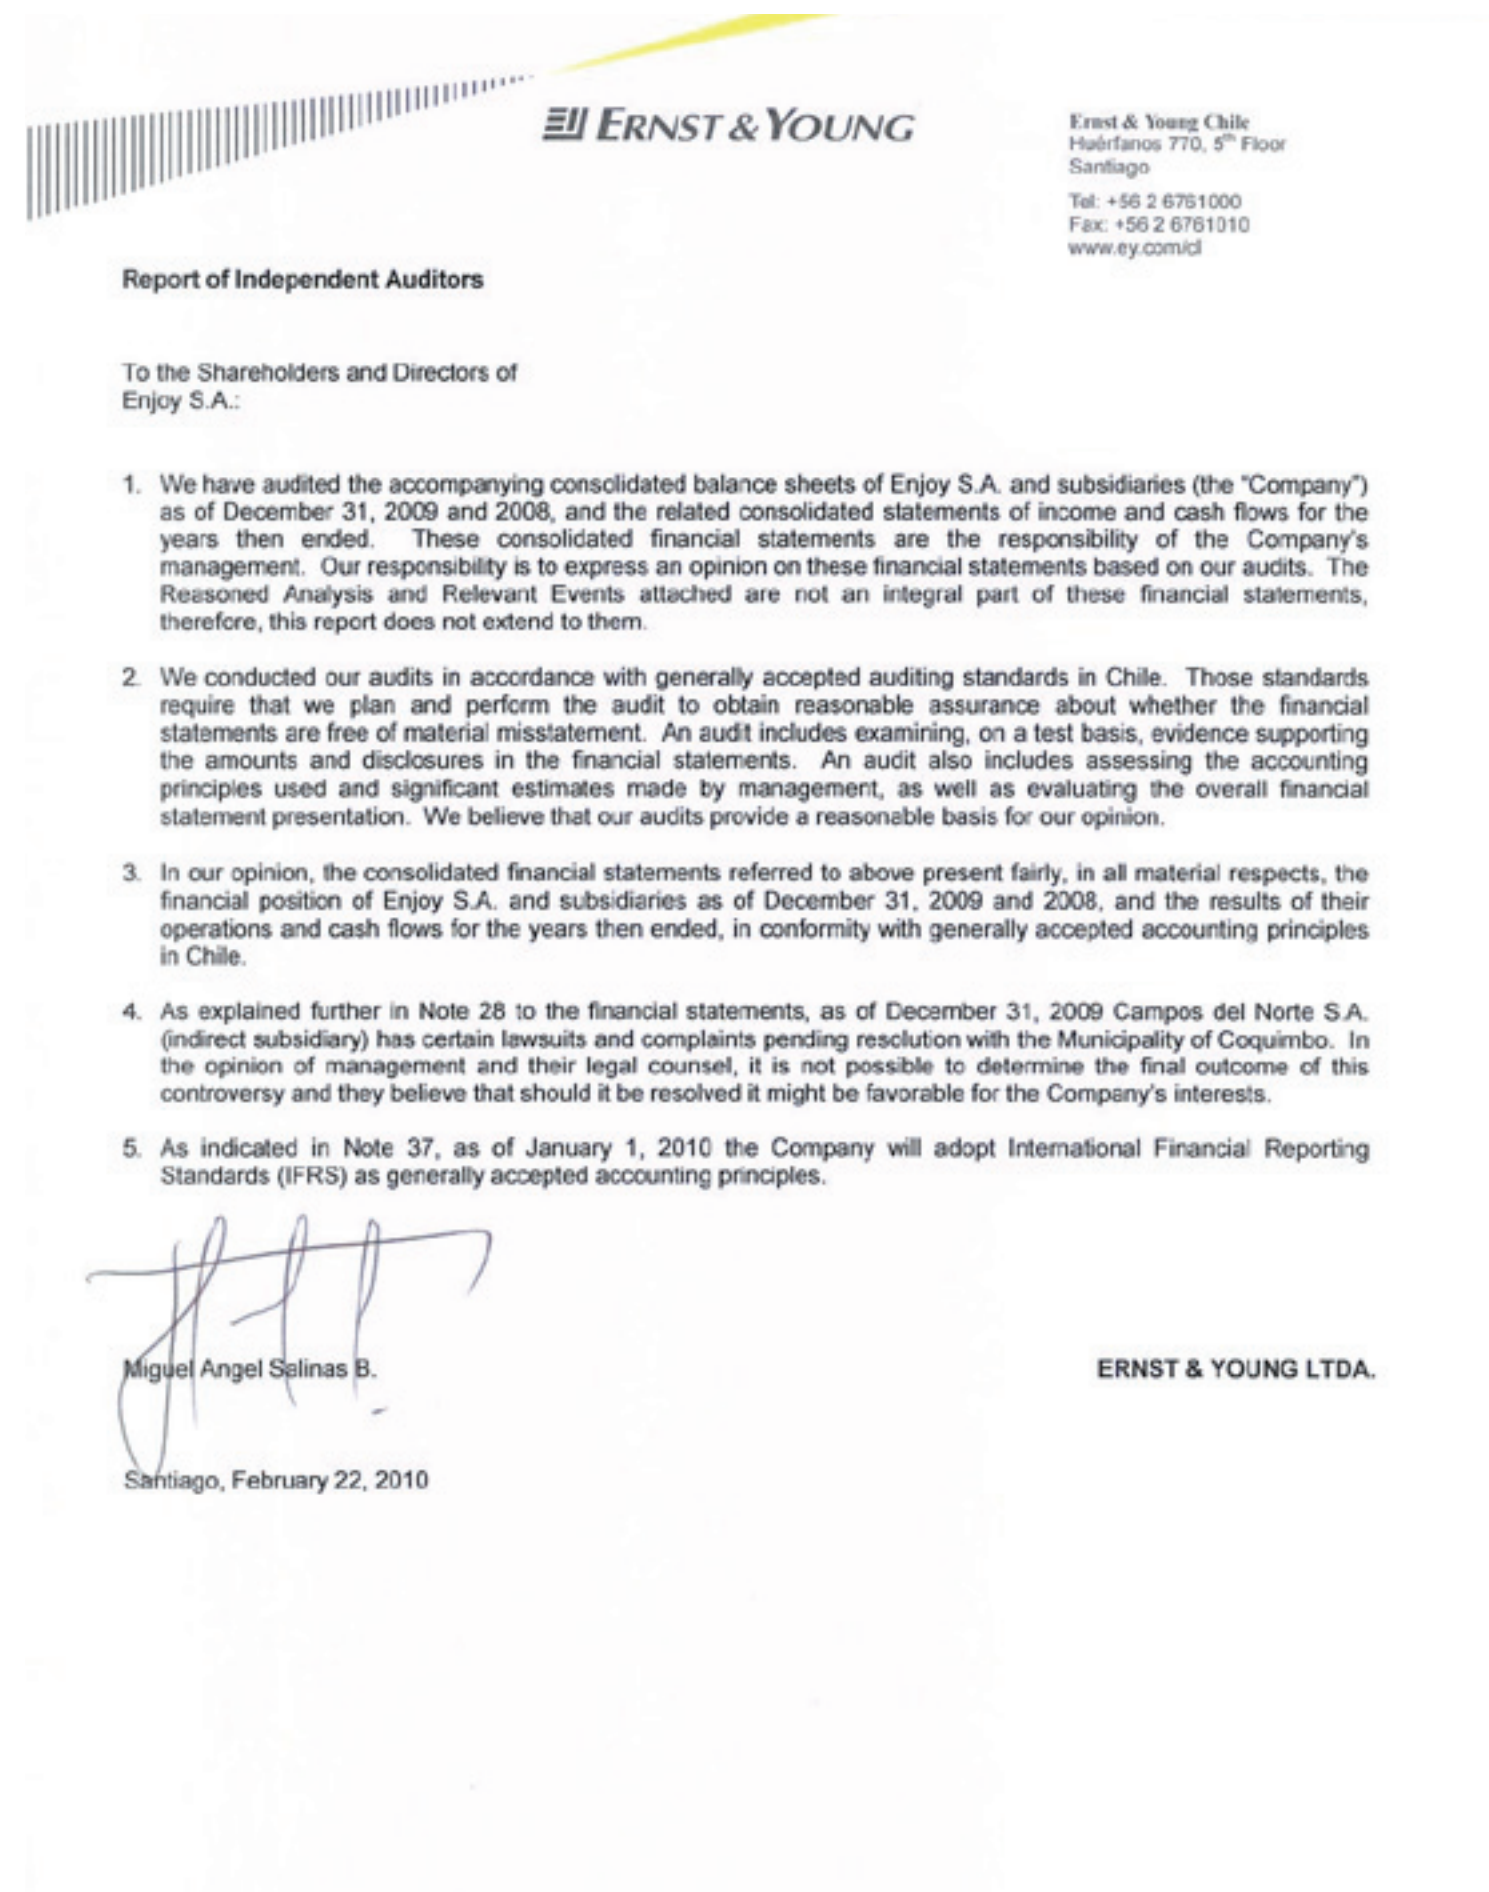 ERNST & YOUNG
Ernst & Young Chile
Huérfanos 770, 5th Floor
Santiago
Tel: +56 2 6761000
Fax: +56 2 6761010
www.ey.com/cl
Report of Independent Auditors
To the Shareholders and Directors of
Enjoy S.A.:
1. We have audited the accompanying consolidated balance sheets of Enjoy S.A. and subsidiaries (the "Company")
as of December 31, 2009 and 2008, and the related consolidated statements of income and cash flows for the
years then ended. These consolidated financial statements are the responsibility of the Company's
management. Our responsibility is to express an opinion on these financial statements based on our audits. The
Reasoned Analysis and Relevant Events attached are not an integral part of these financial statements,
therefore, this report does not extend to them.
2. We conducted our audits in accordance with generally accepted auditing standards in Chile. Those standards
require that we plan and perform the audit to obtain reasonable assurance about whether the financial
statements are free of material misstatement. An audit includes examining, on a test basis, evidence supporting
the amounts and disclosures in the financial statements. An audit also includes assessing the accounting
principles used and significant estimates made by management, as well as evaluating the overall financial
statement presentation. We believe that our audits provide a reasonable basis for our opinion.
3. In our opinion, the consolidated financial statements referred to above present fairly, in all material respects, the
financial position of Enjoy S.A. and subsidiaries as of December 31, 2009 and 2008, and the results of their
operations and cash flows for the years then ended, in conformity with generally accepted accounting principles
in Chile.
4. As explained further in Note 28 to the financial statements, as of December 31, 2009 Campos del Norte S.A.
(indirect subsidiary) has certain lawsuits and complaints pending resolution with the Municipality of Coquimbo. In
the opinion of management and their legal counsel, it is not possible to determine the final outcome of this
controversy and they believe that should it be resolved it might be favorable for the Company's interests.
5. As indicated in Note 37, as of January 1, 2010 the Company will adopt International Financial Reporting
Standards (IFRS) as generally accepted accounting principles.
Miguel Angel Salinas B.
ERNST & YOUNG LTDA.
Santiago, February 22, 2010